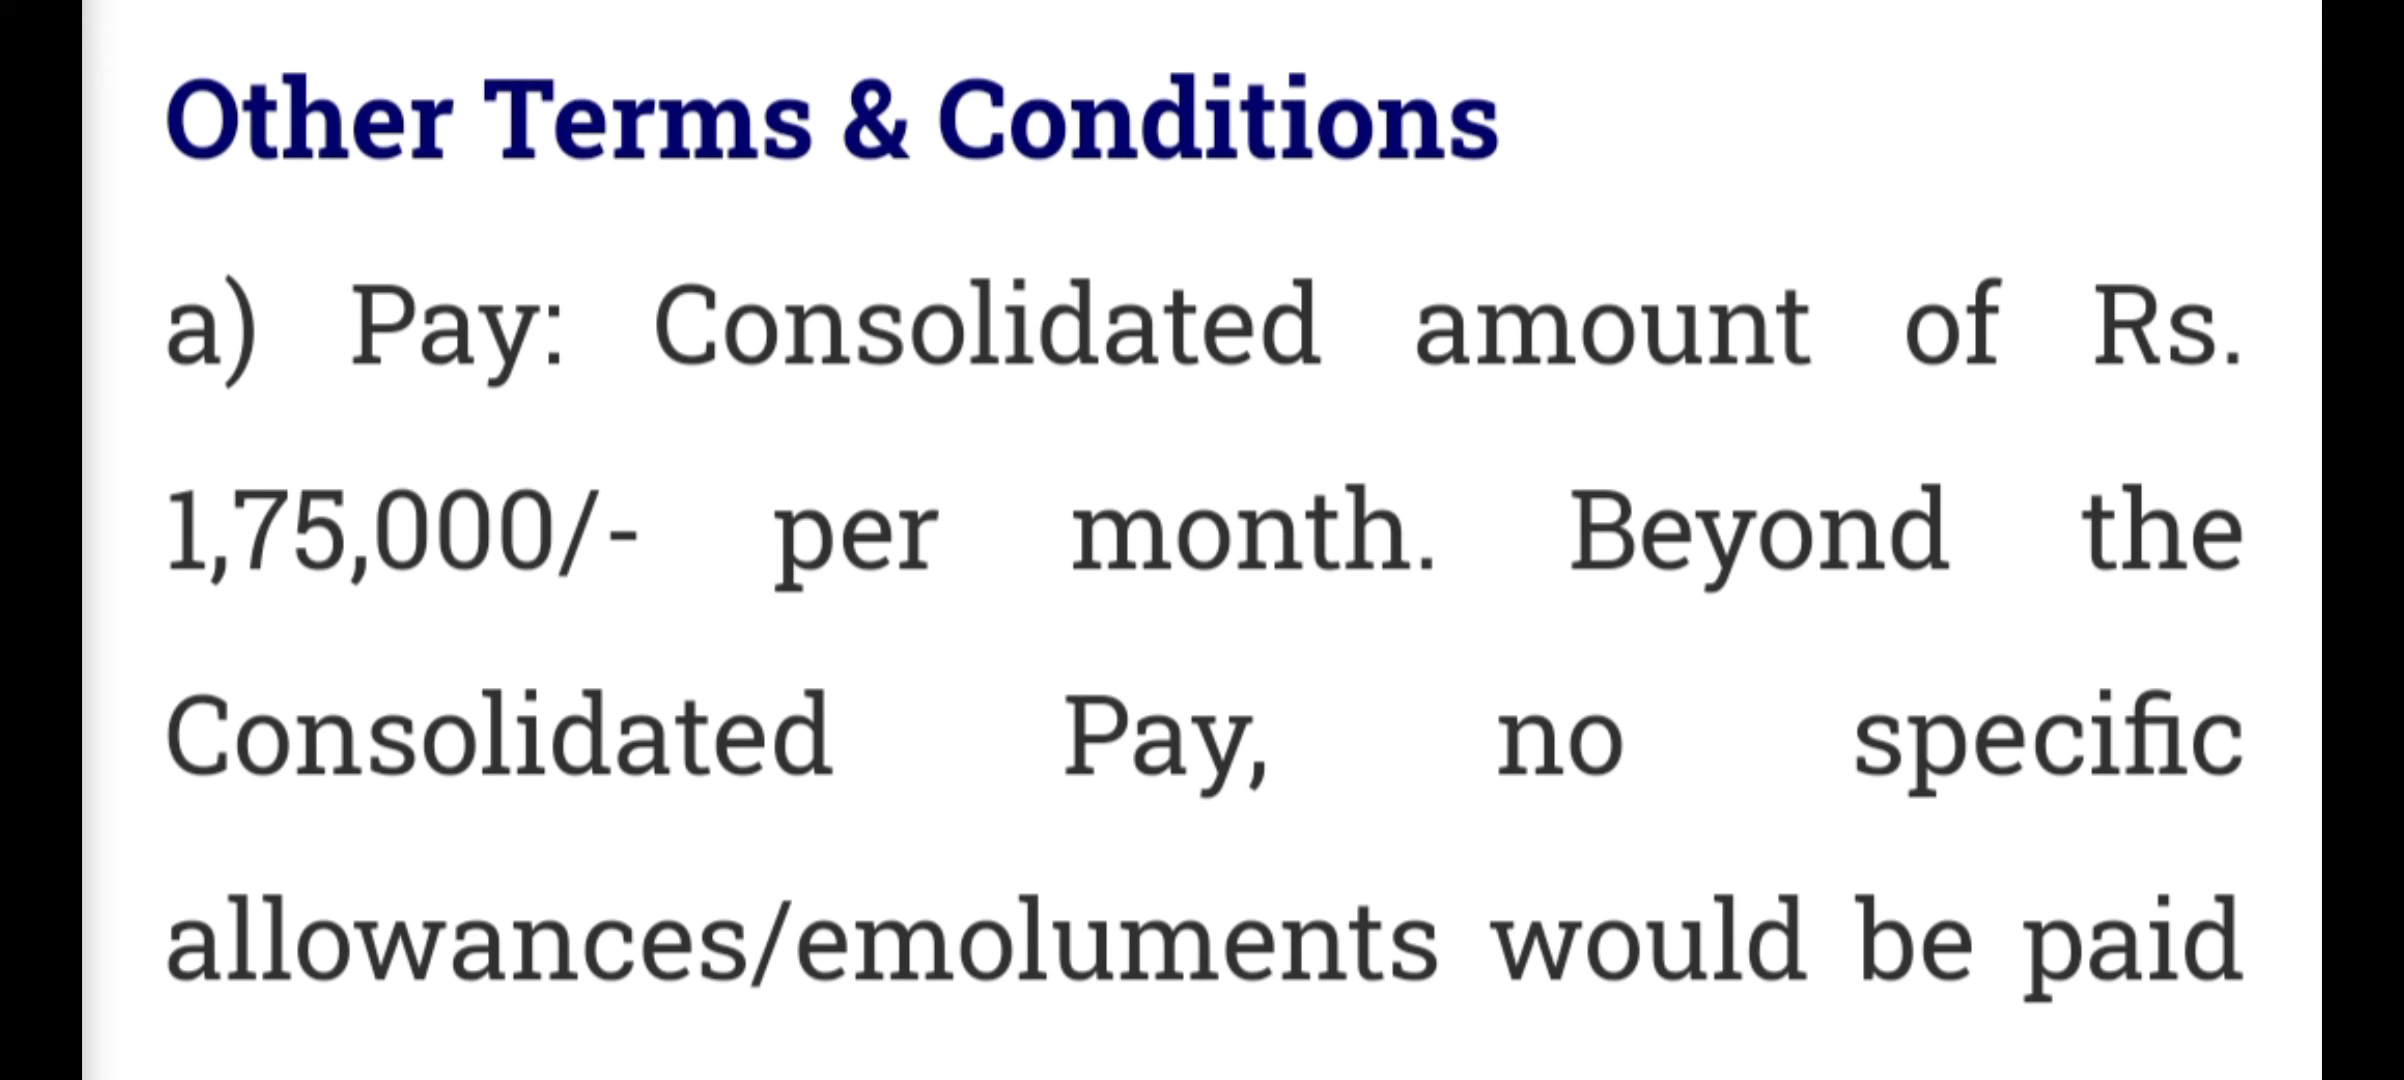 Other Terms & Conditions
a) Pay: Consolidated amount of Rs.
1,75,000/- per month. Beyond the
Consolidated Pay, no specific
allowances/emoluments would be paid